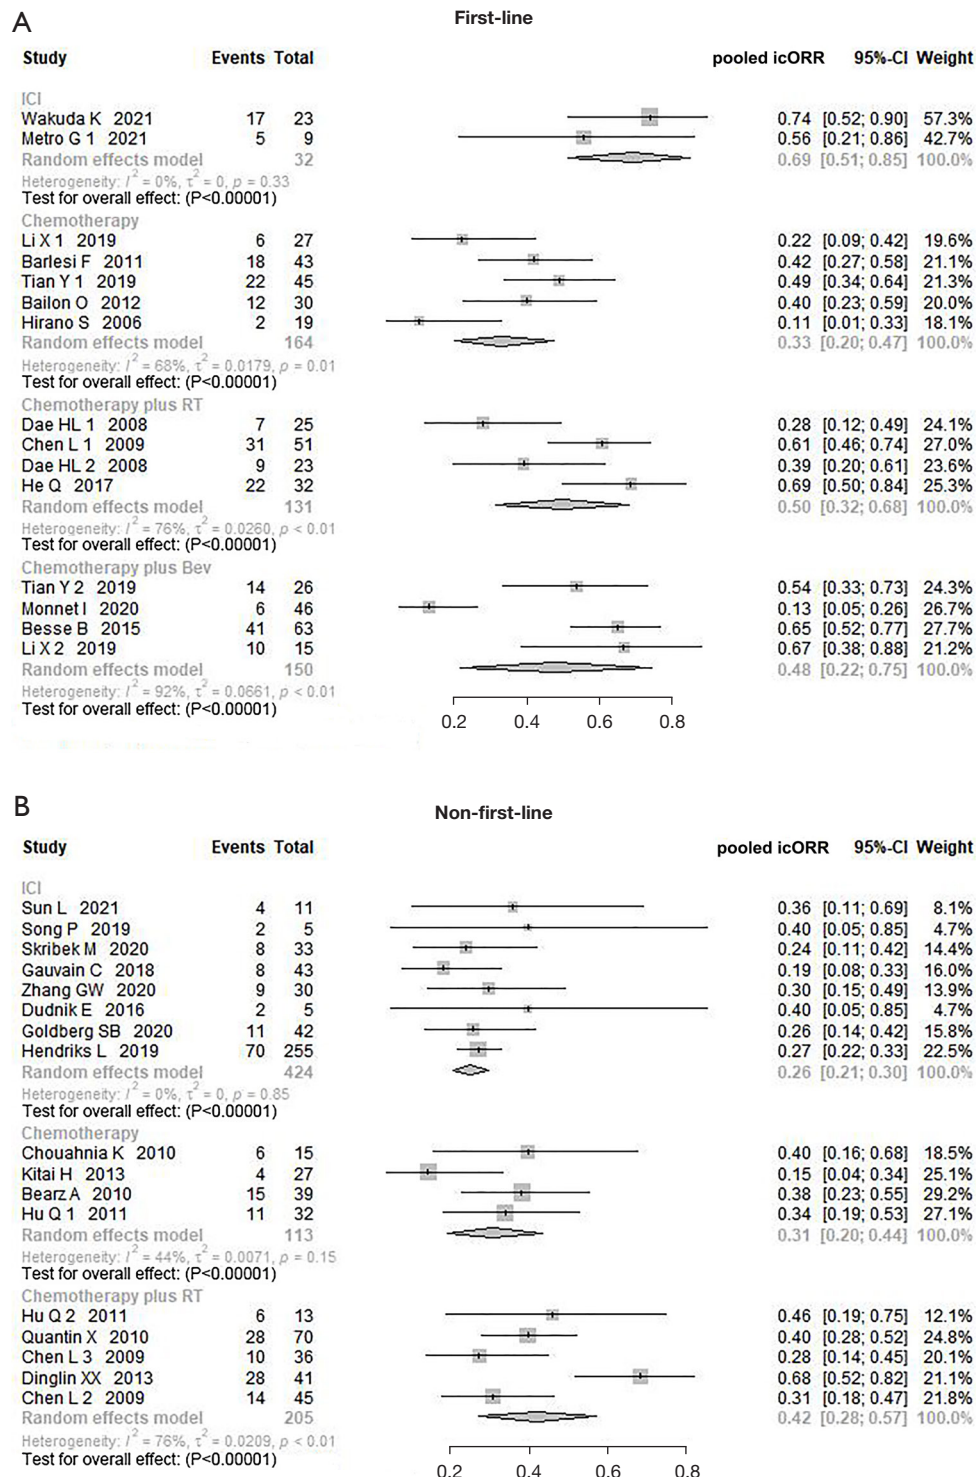 A
First-line
Study Events Total pooled icORR 95%-CI Weight
ICI
Wakuda K 2021 17 23 0.74 [0.52; 0.90] 57.3%
Metro G 1 2021 5 9 0.56 [0.21; 0.86] 42.7%
Random effects model 32 0.69 [0.51; 0.85] 100.0%
Heterogeneity: I² = 0%, τ² = 0, p = 0.33
Test for overall effect: (P<0.00001)
Chemotherapy
Li X 1 2019 6 27 0.22 [0.09; 0.42] 19.6%
Barlesi F 2011 18 43 0.42 [0.27; 0.58] 21.1%
Tian Y 1 2019 22 45 0.49 [0.34; 0.64] 21.3%
Bailon O 2012 12 30 0.40 [0.23; 0.59] 20.0%
Hirano S 2006 2 19 0.11 [0.01; 0.33] 18.1%
Random effects model 164 0.33 [0.20; 0.47] 100.0%
Heterogeneity: I² = 68%, τ² = 0.0179, p = 0.01
Test for overall effect: (P<0.00001)
Chemotherapy plus RT
Dae HL 1 2008 7 25 0.28 [0.12; 0.49] 24.1%
Chen L 1 2009 31 51 0.61 [0.46; 0.74] 27.0%
Dae HL 2 2008 9 23 0.39 [0.20; 0.61] 23.6%
He Q 2017 22 32 0.69 [0.50; 0.84] 25.3%
Random effects model 131 0.50 [0.32; 0.68] 100.0%
Heterogeneity: I² = 76%, τ² = 0.0260, p < 0.01
Test for overall effect: (P<0.00001)
Chemotherapy plus Bev
Tian Y 2 2019 14 26 0.54 [0.33; 0.73] 24.3%
Monnet I 2020 6 46 0.13 [0.05; 0.26] 26.7%
Besse B 2015 41 63 0.65 [0.52; 0.77] 27.7%
Li X 2 2019 10 15 0.67 [0.38; 0.88] 21.2%
Random effects model 150 0.48 [0.22; 0.75] 100.0%
Heterogeneity: I² = 92%, τ² = 0.0661, p < 0.01
Test for overall effect: (P<0.00001)
0.2 0.4 0.6 0.8
B
Non-first-line
Study Events Total pooled icORR 95%-CI Weight
ICI
Sun L 2021 4 11 0.36 [0.11; 0.69] 8.1%
Song P 2019 2 5 0.40 [0.05; 0.85] 4.7%
Skribek M 2020 8 33 0.24 [0.11; 0.42] 14.4%
Gauvain C 2018 8 43 0.19 [0.08; 0.33] 16.0%
Zhang GW 2020 9 30 0.30 [0.15; 0.49] 13.9%
Dudnik E 2016 2 5 0.40 [0.05; 0.85] 4.7%
Goldberg SB 2020 11 42 0.26 [0.14; 0.42] 15.8%
Hendriks L 2019 70 255 0.27 [0.22; 0.33] 22.5%
Random effects model 424 0.26 [0.21; 0.30] 100.0%
Heterogeneity: I² = 0%, τ² = 0, p = 0.85
Test for overall effect: (P<0.00001)
Chemotherapy
Chouahnia K 2010 6 15 0.40 [0.16; 0.68] 18.5%
Kitai H 2013 4 27 0.15 [0.04; 0.34] 25.1%
Bearz A 2010 15 39 0.38 [0.23; 0.55] 29.2%
Hu Q 1 2011 11 32 0.34 [0.19; 0.53] 27.1%
Random effects model 113 0.31 [0.20; 0.44] 100.0%
Heterogeneity: I² = 44%, τ² = 0.0071, p = 0.15
Test for overall effect: (P<0.00001)
Chemotherapy plus RT
Hu Q 2 2011 6 13 0.46 [0.19; 0.75] 12.1%
Quantin X 2010 28 70 0.40 [0.28; 0.52] 24.8%
Chen L 3 2009 10 36 0.28 [0.14; 0.45] 20.1%
Dinglin XX 2013 28 41 0.68 [0.52; 0.82] 21.1%
Chen L 2 2009 14 45 0.31 [0.18; 0.47] 21.8%
Random effects model 205 0.42 [0.28; 0.57] 100.0%
Heterogeneity: I² = 76%, τ² = 0.0209, p < 0.01
Test for overall effect: (P<0.00001)
0.2 0.4 0.6 0.8